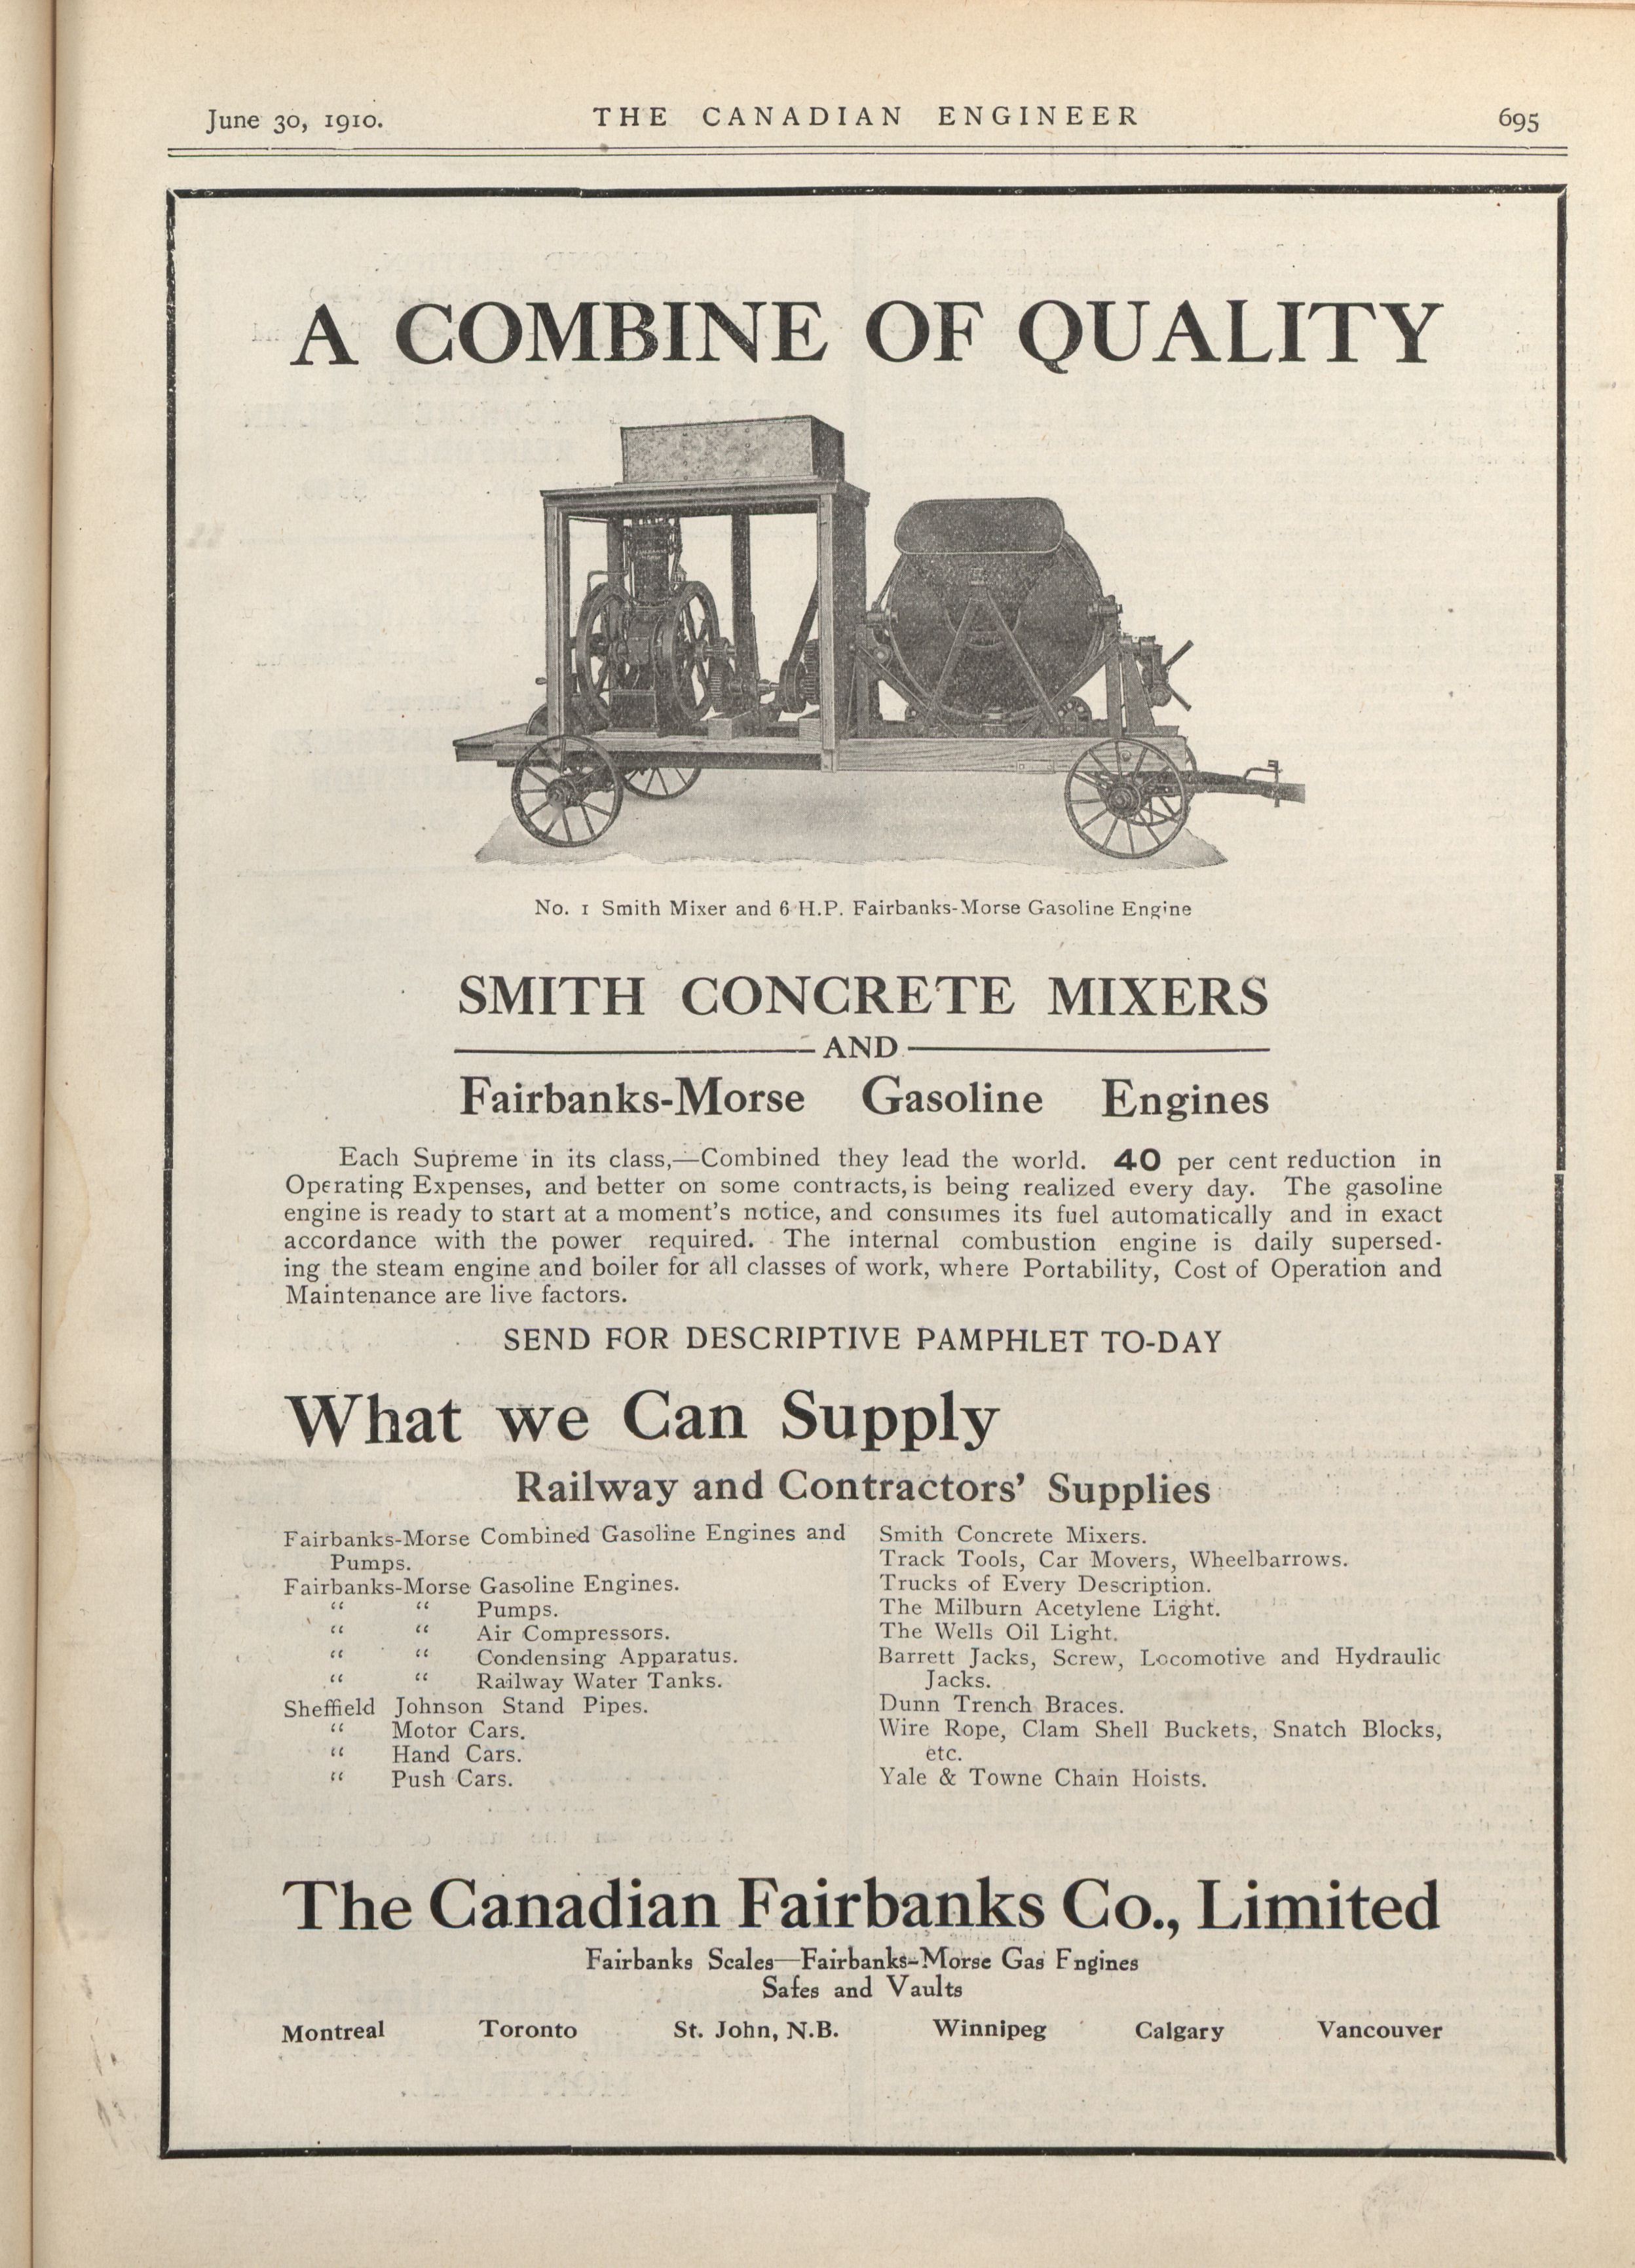 June 30, 1910.
THE CANADIAN ENGINEER
695
A COMBINE OF QUALITY
No. 1 Smith Mixer and 6 H.P. Fairbanks-Morse Gasoline Engine
SMITH CONCRETE MIXERS
AND
Fairbanks-Morse Gasoline Engines
Each Supreme in its class,—Combined they lead the world. 40 per cent reduction in
Operating Expenses, and better on some contracts, is being realized every day. The gasoline
engine is ready to start at a moment's notice, and consumes its fuel automatically and in exact
accordance with the power required. The internal combustion engine is daily supersed-
ing the steam engine and boiler for all classes of work, where Portability, Cost of Operation and
Maintenance are live factors.
SEND FOR DESCRIPTIVE PAMPHLET TO-DAY
What we Can Supply
Railway and Contractors' Supplies
Fairbanks-Morse Combined Gasoline Engines and
Pumps.
Fairbanks-Morse Gasoline Engines.
“ “ Pumps.
“ “ Air Compressors.
“ “ Condensing Apparatus.
“ “ Railway Water Tanks.
Sheffield Johnson Stand Pipes.
“ Motor Cars.
“ Hand Cars.
“ Push Cars.
Smith Concrete Mixers.
Track Tools, Car Movers, Wheelbarrows.
Trucks of Every Description.
The Milburn Acetylene Light.
The Wells Oil Light.
Barrett Jacks, Screw, Locomotive and Hydraulic
Jacks.
Dunn Trench Braces.
Wire Rope, Clam Shell Buckets, Snatch Blocks,
etc.
Yale & Towne Chain Hoists.
The Canadian Fairbanks Co., Limited
Fairbanks Scales—Fairbanks-Morse Gas Engines
Safes and Vaults
Montreal Toronto St. John, N.B. Winnipeg Calgary Vancouver